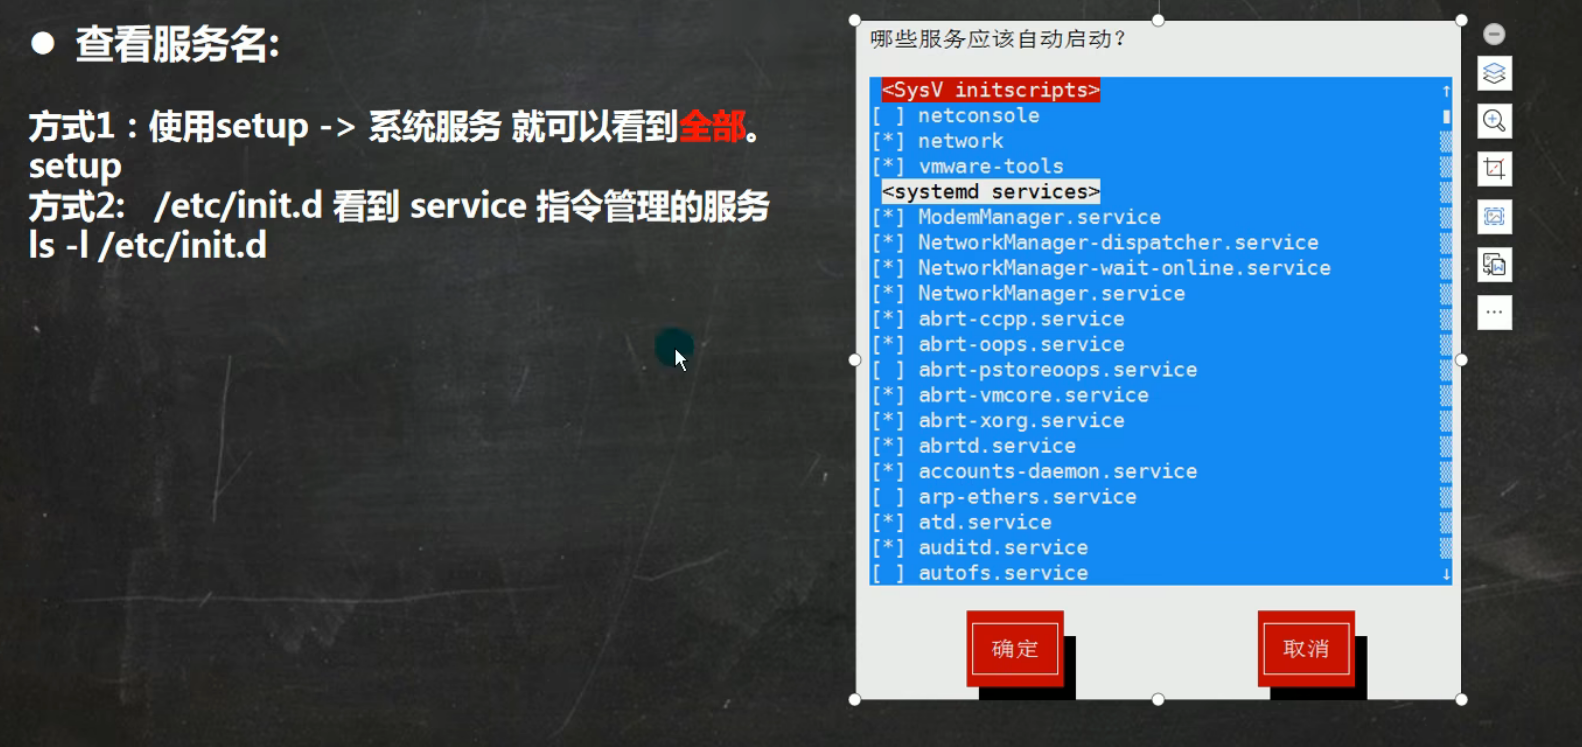 ● 查看服务名:
方式1：使用setup -> 系统服务 就可以看到全部。
setup
方式2: /etc/init.d 看到 service 指令管理的服务
ls -l /etc/init.d
哪些服务应该自动启动？
<SysV initscripts>
[ ] netconsole
[*] network
[*] vmware-tools
<systemd services>
[*] ModemManager.service
[*] NetworkManager-dispatcher.service
[*] NetworkManager-wait-online.service
[*] NetworkManager.service
[*] abrt-ccpp.service
[*] abrt-oops.service
[ ] abrt-pstoreoops.service
[*] abrt-vmcore.service
[*] abrt-xorg.service
[*] abrtd.service
[*] accounts-daemon.service
[ ] arp-ethers.service
[*] atd.service
[*] auditd.service
[ ] autofs.service
确定
取消